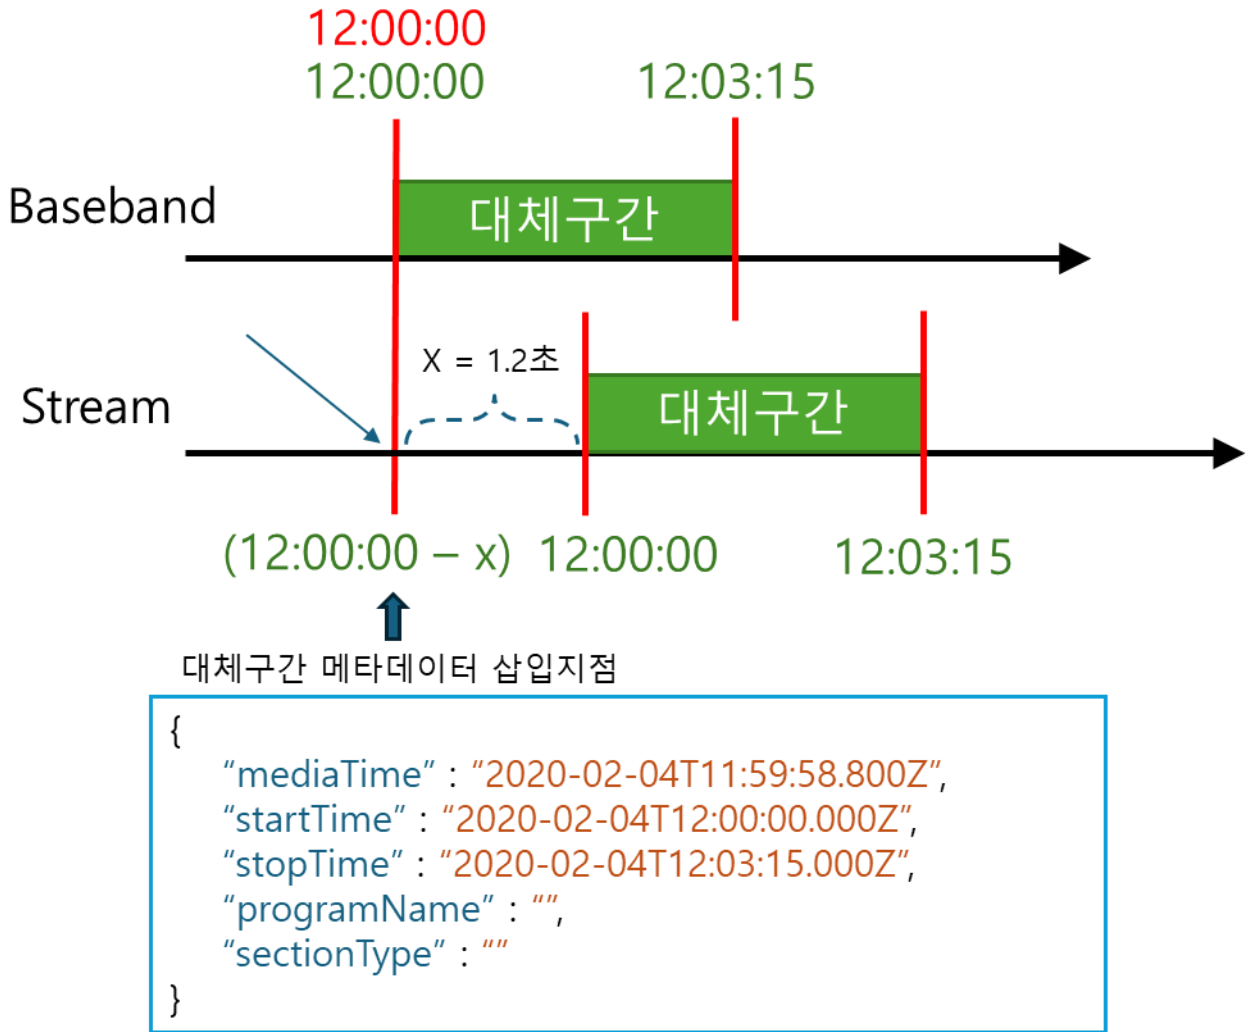 12:00:00
12:00:00
12:03:15
Baseband
대체구간
X = 1.2초
Stream
대체구간
(12:00:00 – x)
12:00:00
12:03:15
대체구간 메타데이터 삽입지점
{
“mediaTime” : “2020-02-04T11:59:58.800Z”,
“startTime” : “2020-02-04T12:00:00.000Z”,
“stopTime” : “2020-02-04T12:03:15.000Z”,
“programName” : “”,
“sectionType” : “”
}